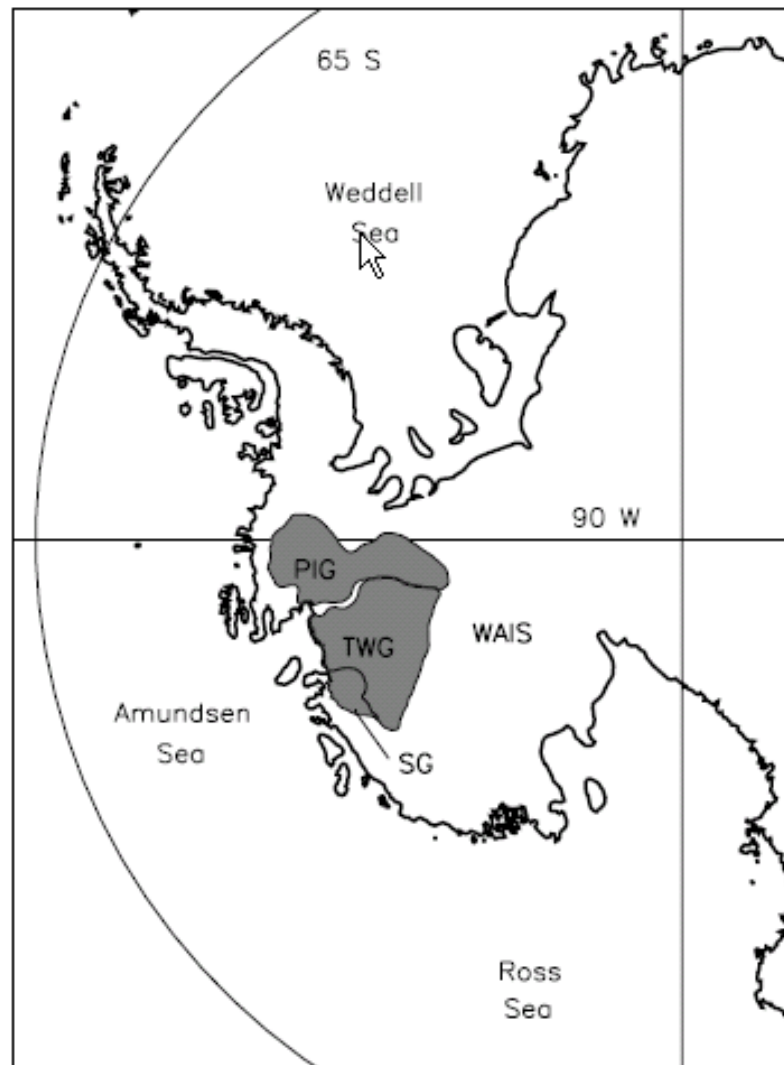 65 S
Weddell
Sea
90 W
PIG
TWG
WAIS
Amundsen
Sea
SG
Ross
Sea